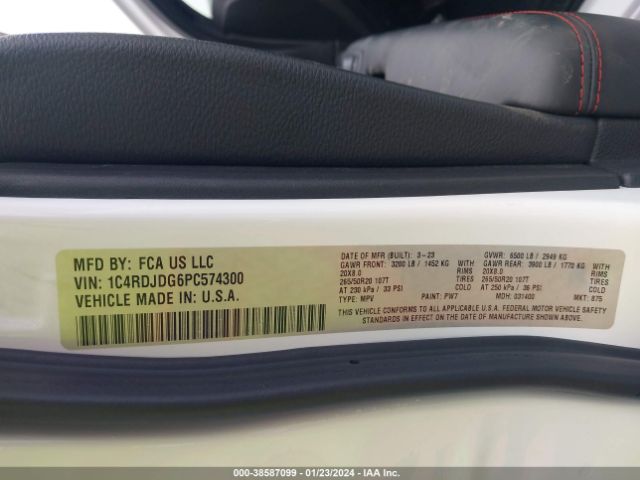 MFD BY: FCA US LLC
VIN: 1C4RDJDG6PC574300
VEHICLE MADE IN: U.S.A.
DATE OF MFR (BUILT): 3-23 GVWR: 6500 LB / 2949 KG
GAWR FRONT: 3200 LB / 1452 KG WITH GAWR REAR: 3900 LB / 1770 KG WITH
20X8.0 RIMS 20X8.0 RIMS
265/50R20 107T TIRES 265/50R20 107T TIRES
AT 230 kPa / 33 PSI COLD AT 250 kPa / 36 PSI COLD
TYPE: MPV PAINT: PW7 MDH: 031400 MKT: 875
THIS VEHICLE CONFORMS TO ALL APPLICABLE U.S.A. FEDERAL MOTOR VEHICLE SAFETY
STANDARDS IN EFFECT ON THE DATE OF MANUFACTURE SHOWN ABOVE.
000-38587099 - 01/23/2024 - IAAI.com